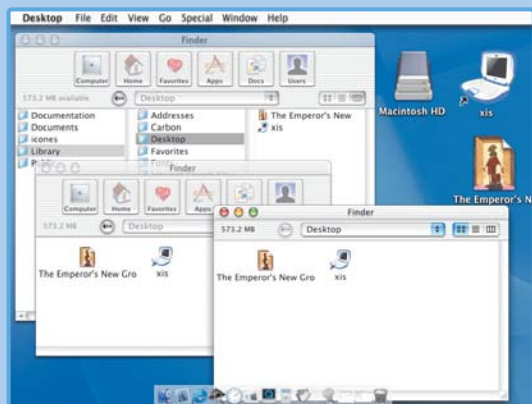 Desktop File Edit View Go Special Window Help
Finder
Computer Home Favorites Apps Docs Users
573.2 MB available Desktop
Documentation
Documents
icones
Library
Addresses
Carbon
Desktop
Favorites
The Emperor's New
xis
Macintosh HD
xis
The Emperor's N
Finder
Computer Home Favorites Apps
573.2 MB Desktop
The Emperor's New Gro xis
Finder
573.2 MB Desktop
The Emperor's New Gro xis